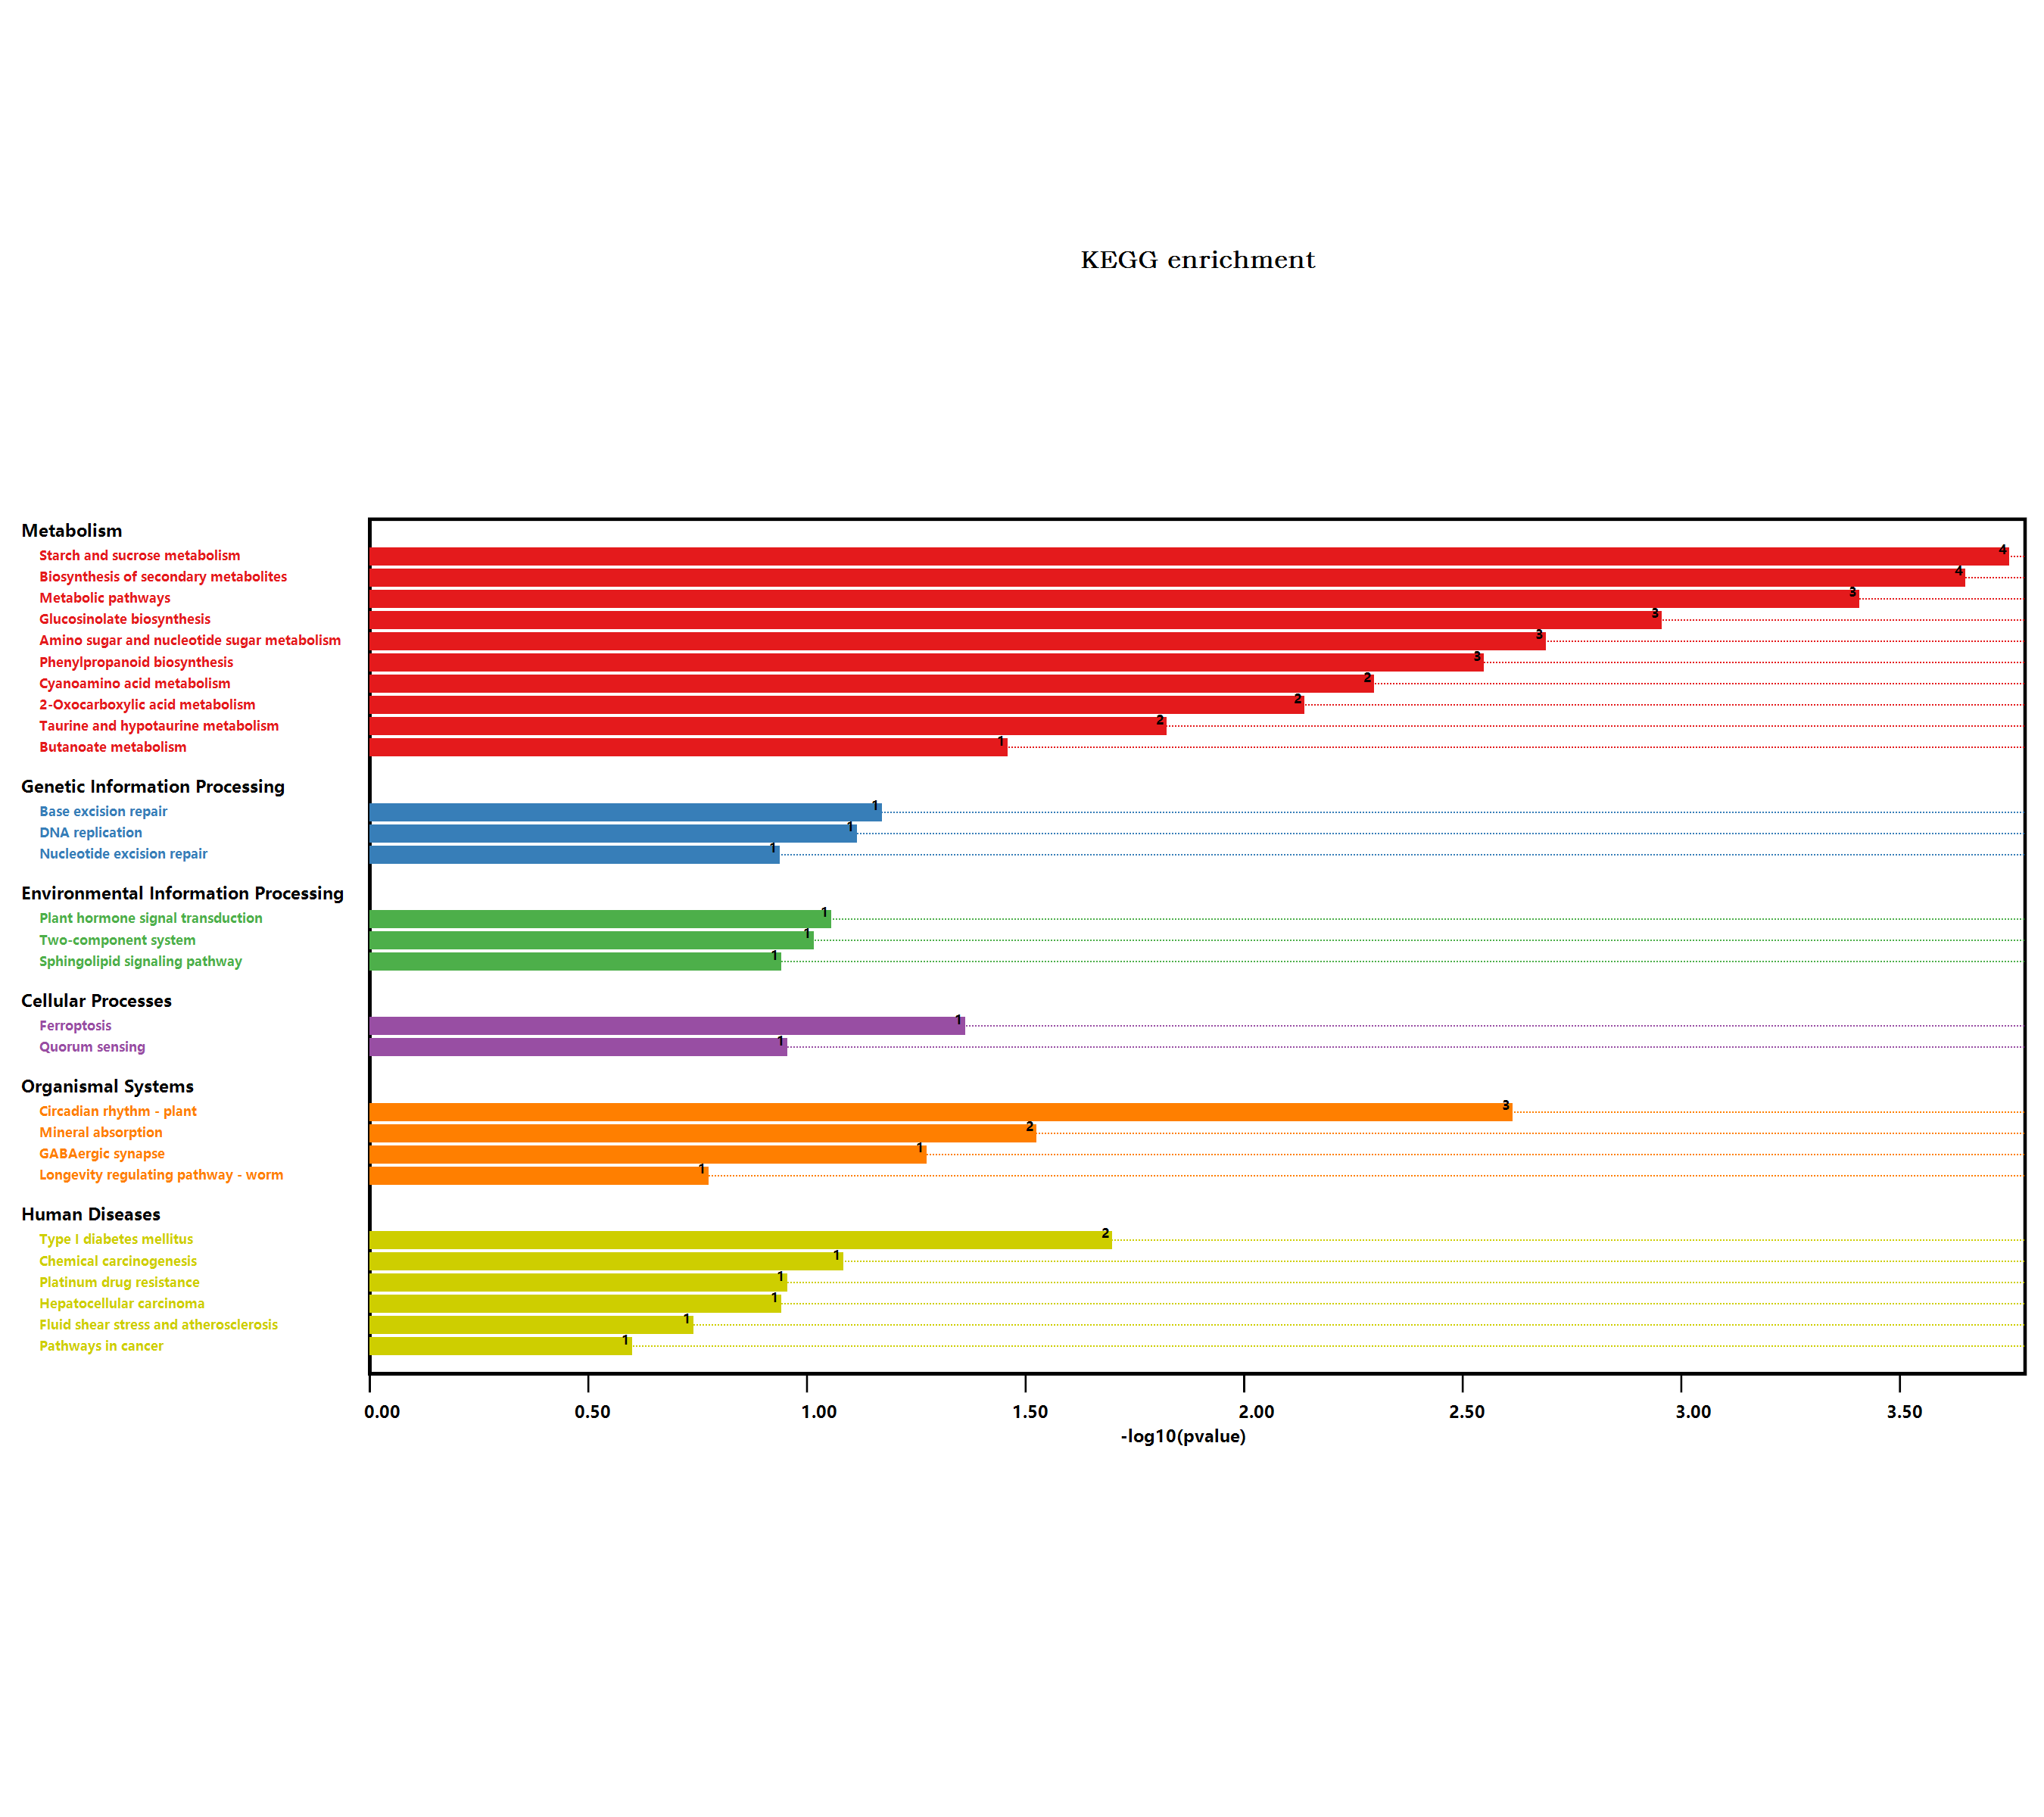 KEGG enrichment
Metabolism
Starch and sucrose metabolism 4
Biosynthesis of secondary metabolites 4
Metabolic pathways 3
Glucosinolate biosynthesis 3
Amino sugar and nucleotide sugar metabolism 3
Phenylpropanoid biosynthesis 3
Cyanoamino acid metabolism 2
2-Oxocarboxylic acid metabolism 2
Taurine and hypotaurine metabolism 2
Butanoate metabolism 1
Genetic Information Processing
Base excision repair 1
DNA replication 1
Nucleotide excision repair 1
Environmental Information Processing
Plant hormone signal transduction 1
Two-component system 1
Sphingolipid signaling pathway 1
Cellular Processes
Ferroptosis 1
Quorum sensing 1
Organismal Systems
Circadian rhythm - plant 3
Mineral absorption 2
GABAergic synapse 1
Longevity regulating pathway - worm 1
Human Diseases
Type I diabetes mellitus 2
Chemical carcinogenesis 1
Platinum drug resistance 1
Hepatocellular carcinoma 1
Fluid shear stress and atherosclerosis 1
Pathways in cancer 1
0.00 0.50 1.00 1.50 2.00 2.50 3.00 3.50
-log10(pvalue)